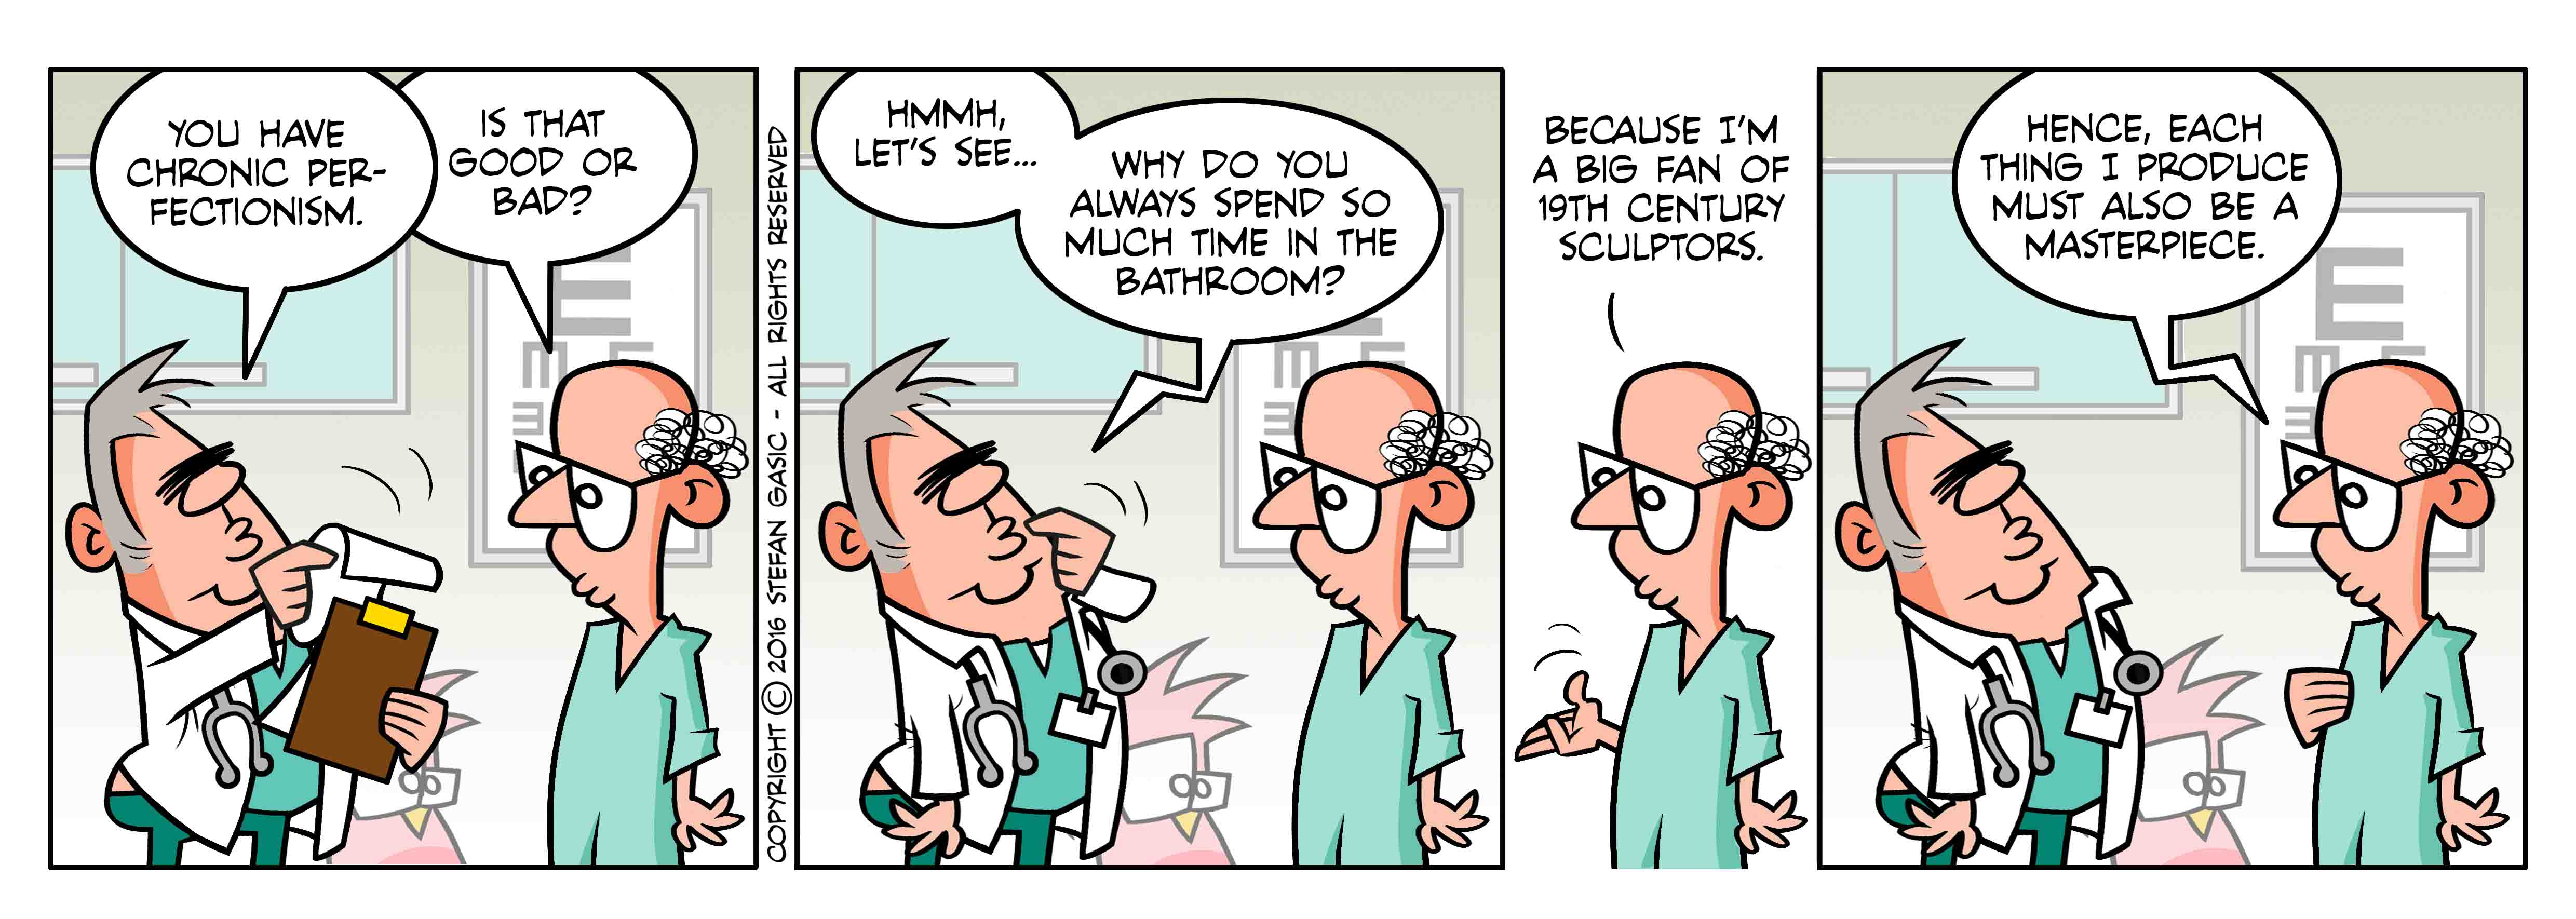 YOU HAVE
CHRONIC PER-
FECTIONISM.
IS THAT
GOOD OR
BAD?
COPYRIGHT © 2016 STEFAN GASIC - ALL RIGHTS RESERVED
HMMH,
LET'S SEE...
WHY DO YOU
ALWAYS SPEND SO
MUCH TIME IN THE
BATHROOM?
BECAUSE I'M
A BIG FAN OF
19TH CENTURY
SCULPTORS.
HENCE, EACH
THING I PRODUCE
MUST ALSO BE A
MASTERPIECE.